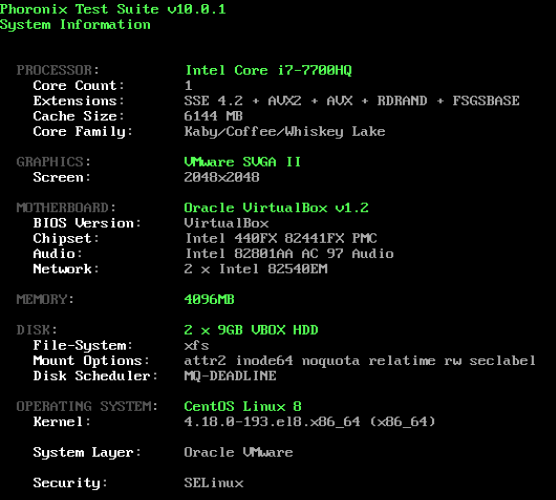 Phoronix Test Suite v10.0.1
System Information
PROCESSOR: Intel Core i7-7700HQ
Core Count: 1
Extensions: SSE 4.2 + AVX2 + AVX + RDRAND + FSGSBASE
Cache Size: 6144 MB
Core Family: Kaby/Coffee/Whiskey Lake
GRAPHICS: VMware SVGA II
Screen: 2048x2048
MOTHERBOARD: Oracle VirtualBox v1.2
BIOS Version: VirtualBox
Chipset: Intel 440FX 82441FX PMC
Audio: Intel 82801AA AC 97 Audio
Network: 2 x Intel 82540EM
MEMORY: 4096MB
DISK: 2 x 9GB VBOX HDD
File-System: xfs
Mount Options: attr2 inode64 noquota relatime rw seclabel
Disk Scheduler: MQ-DEADLINE
OPERATING SYSTEM: CentOS Linux 8
Kernel: 4.18.0-193.el8.x86_64 (x86_64)
System Layer: Oracle VMware
Security: SELinux